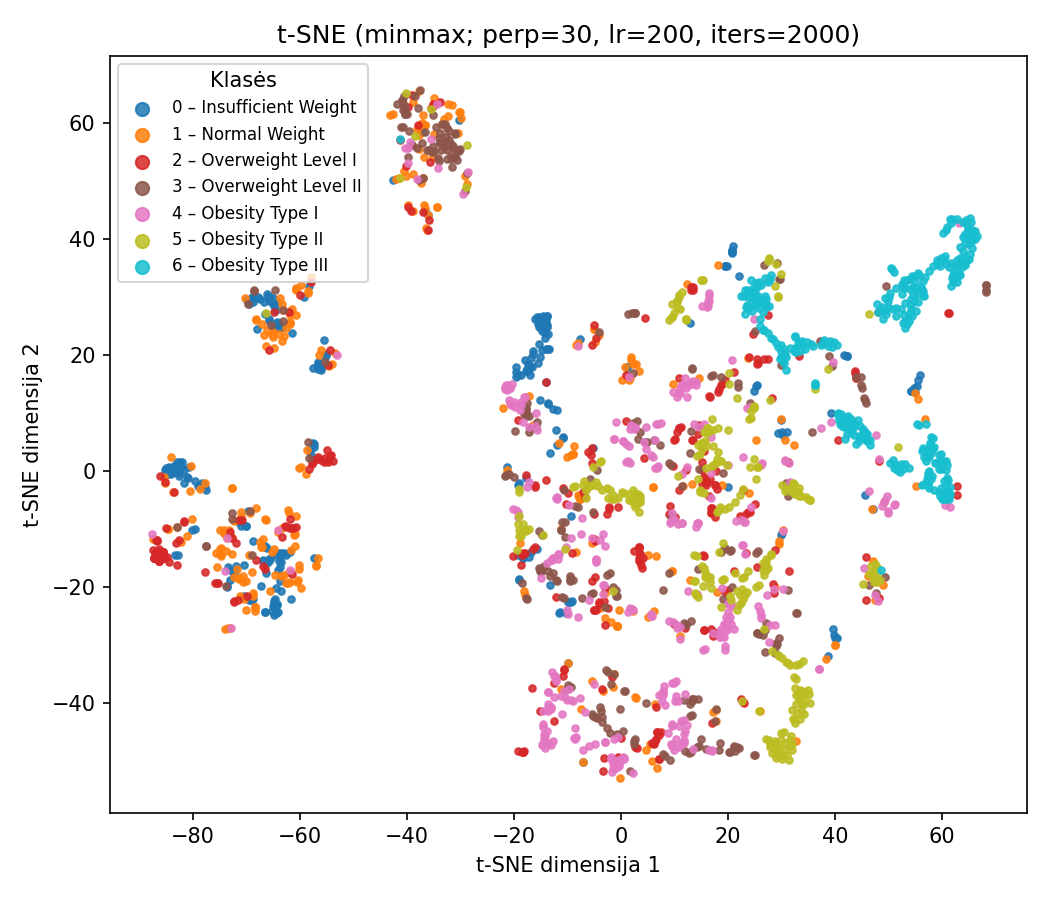 t-SNE (minmax; perp=30, lr=200, iters=2000)
Klasės
0 – Insufficient Weight
1 – Normal Weight
2 – Overweight Level I
3 – Overweight Level II
4 – Obesity Type I
5 – Obesity Type II
6 – Obesity Type III
60
40
20
0
−20
−40
t-SNE dimensija 2
−80
−60
−40
−20
0
20
40
60
t-SNE dimensija 1